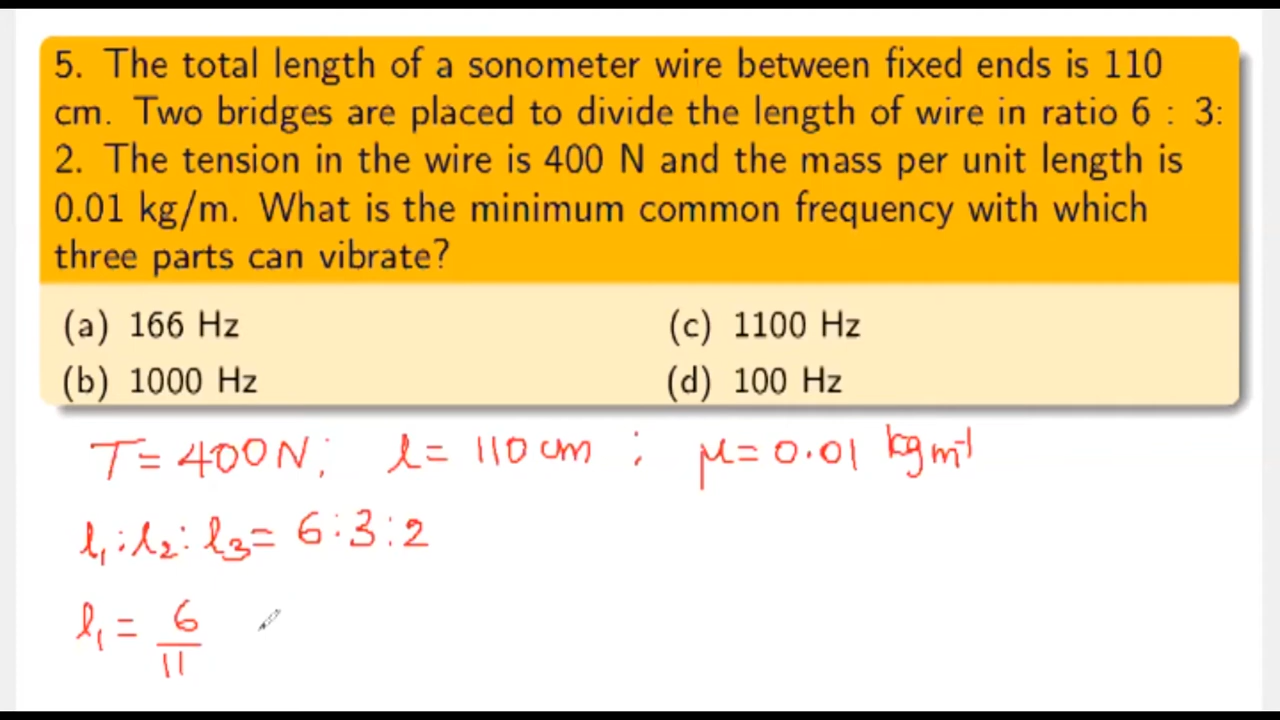 5. The total length of a sonometer wire between fixed ends is 110
cm. Two bridges are placed to divide the length of wire in ratio 6 : 3:
2. The tension in the wire is 400 N and the mass per unit length is
0.01 kg/m. What is the minimum common frequency with which
three parts can vibrate?
(a) 166 Hz
(c) 1100 Hz
(b) 1000 Hz
(d) 100 Hz
T = 400N; l = 110 cm ; μ = 0.01 kg m⁻¹
l₁ : l₂ : l₃ = 6 : 3 : 2
l₁ = 6/11